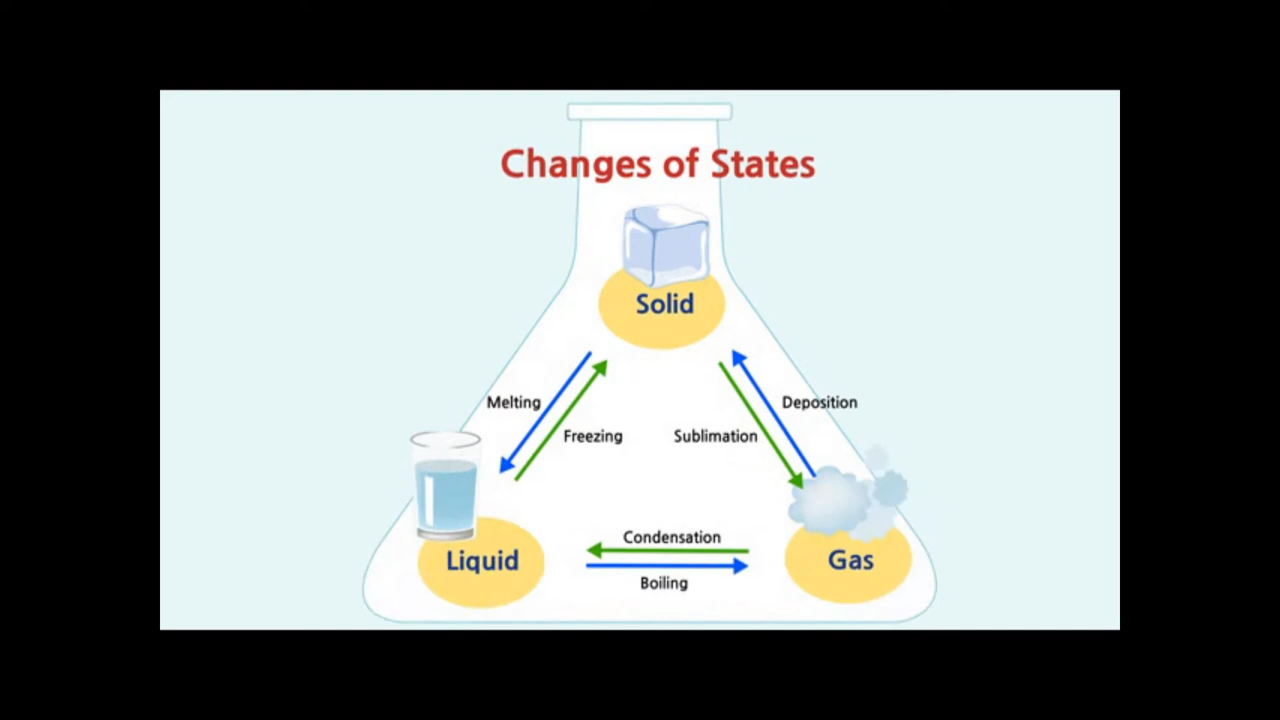 Changes of States
Solid
Melting
Deposition
Freezing
Sublimation
Condensation
Liquid
Gas
Boiling